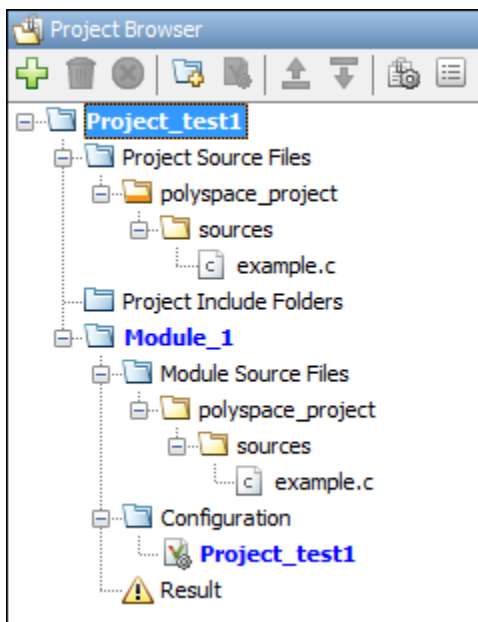 Project Browser
Project_test1
Project Source Files
polyspace_project
sources
c example.c
Project Include Folders
Module_1
Module Source Files
polyspace_project
sources
c example.c
Configuration
Project_test1
Result